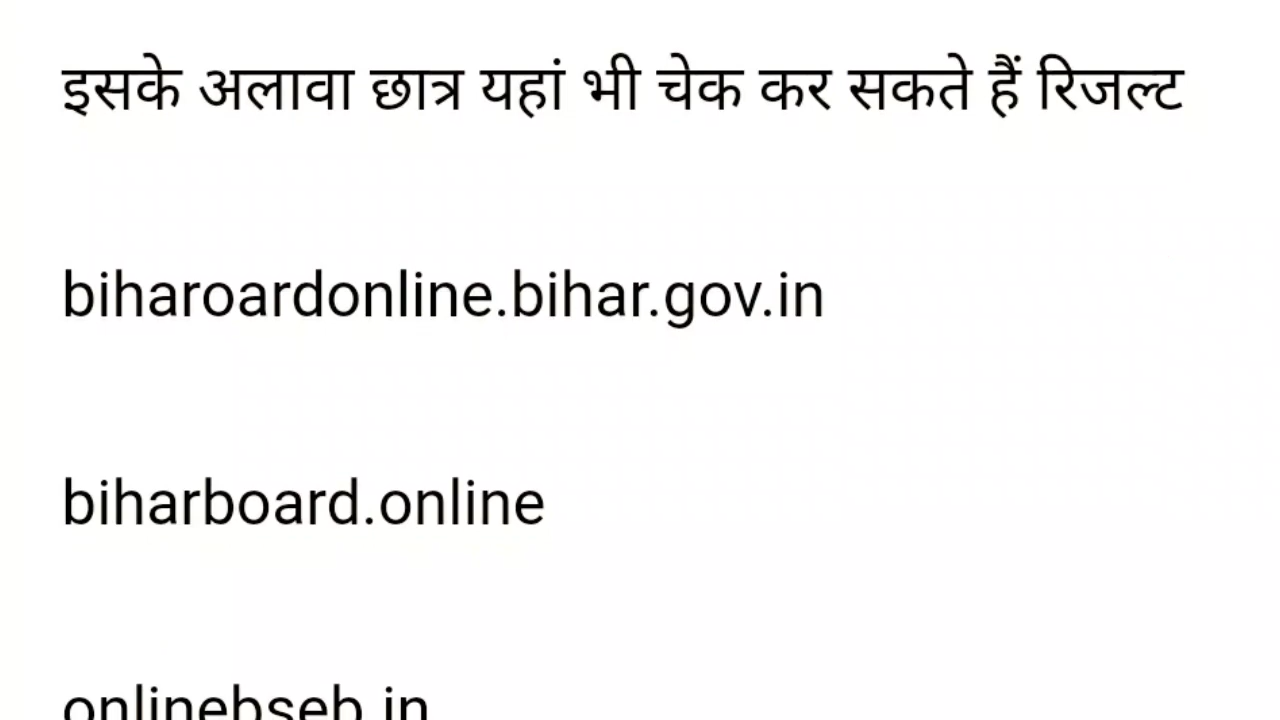 इसके अलावा छात्र यहां भी चेक कर सकते हैं रिजल्ट
biharoardonline.bihar.gov.in
biharboard.online
onlinebseb.in